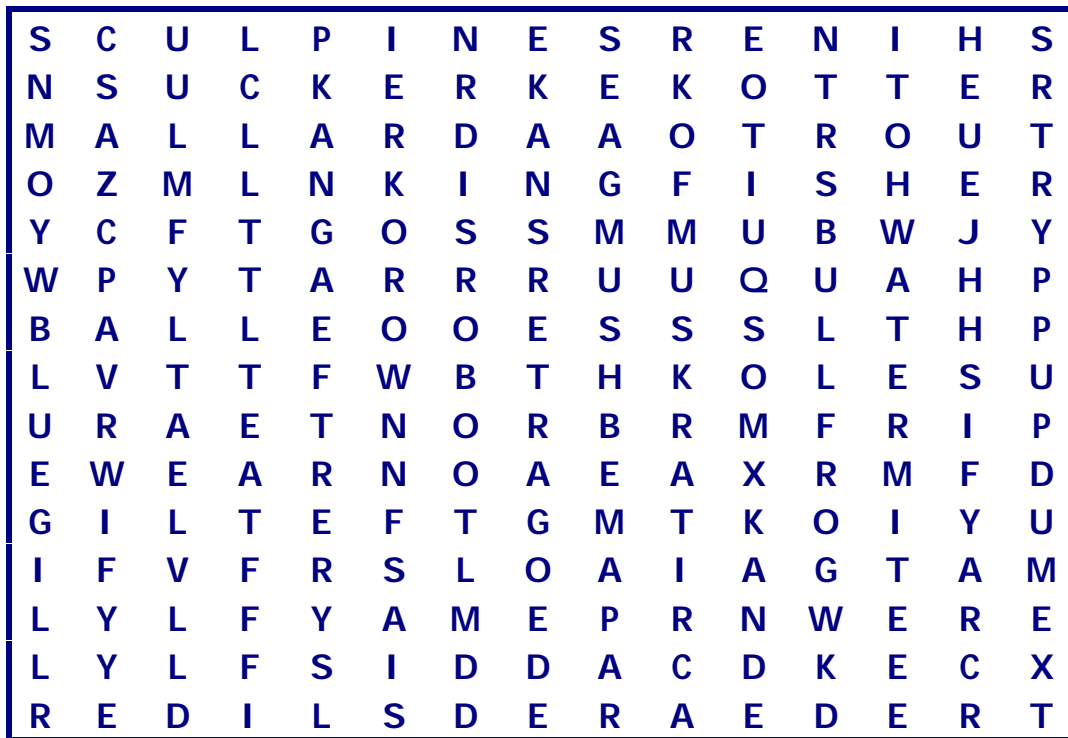 S C U L P I N E S R E N I H S
N S U C K E R K E K O T T E R
M A L L A R D A A O T R O U T
O Z M L N K I N G F I S H E R
Y C F T G O S S M M U B W J Y
W P Y T A R R R U U Q U A H P
B A L L E O O E S S S L T H P
L V T T F W B T H K O L E S U
U R A E T N O R B R M F R I P
E W E A R N O A E A X R M F D
G I L T E F T G M T K O I Y U
I F V F R S L O A I A G T A M
L Y L F Y A M E P R N W E R E
L Y L F S I D D A C D K E C X
R E D I L S D E R A E D E R T